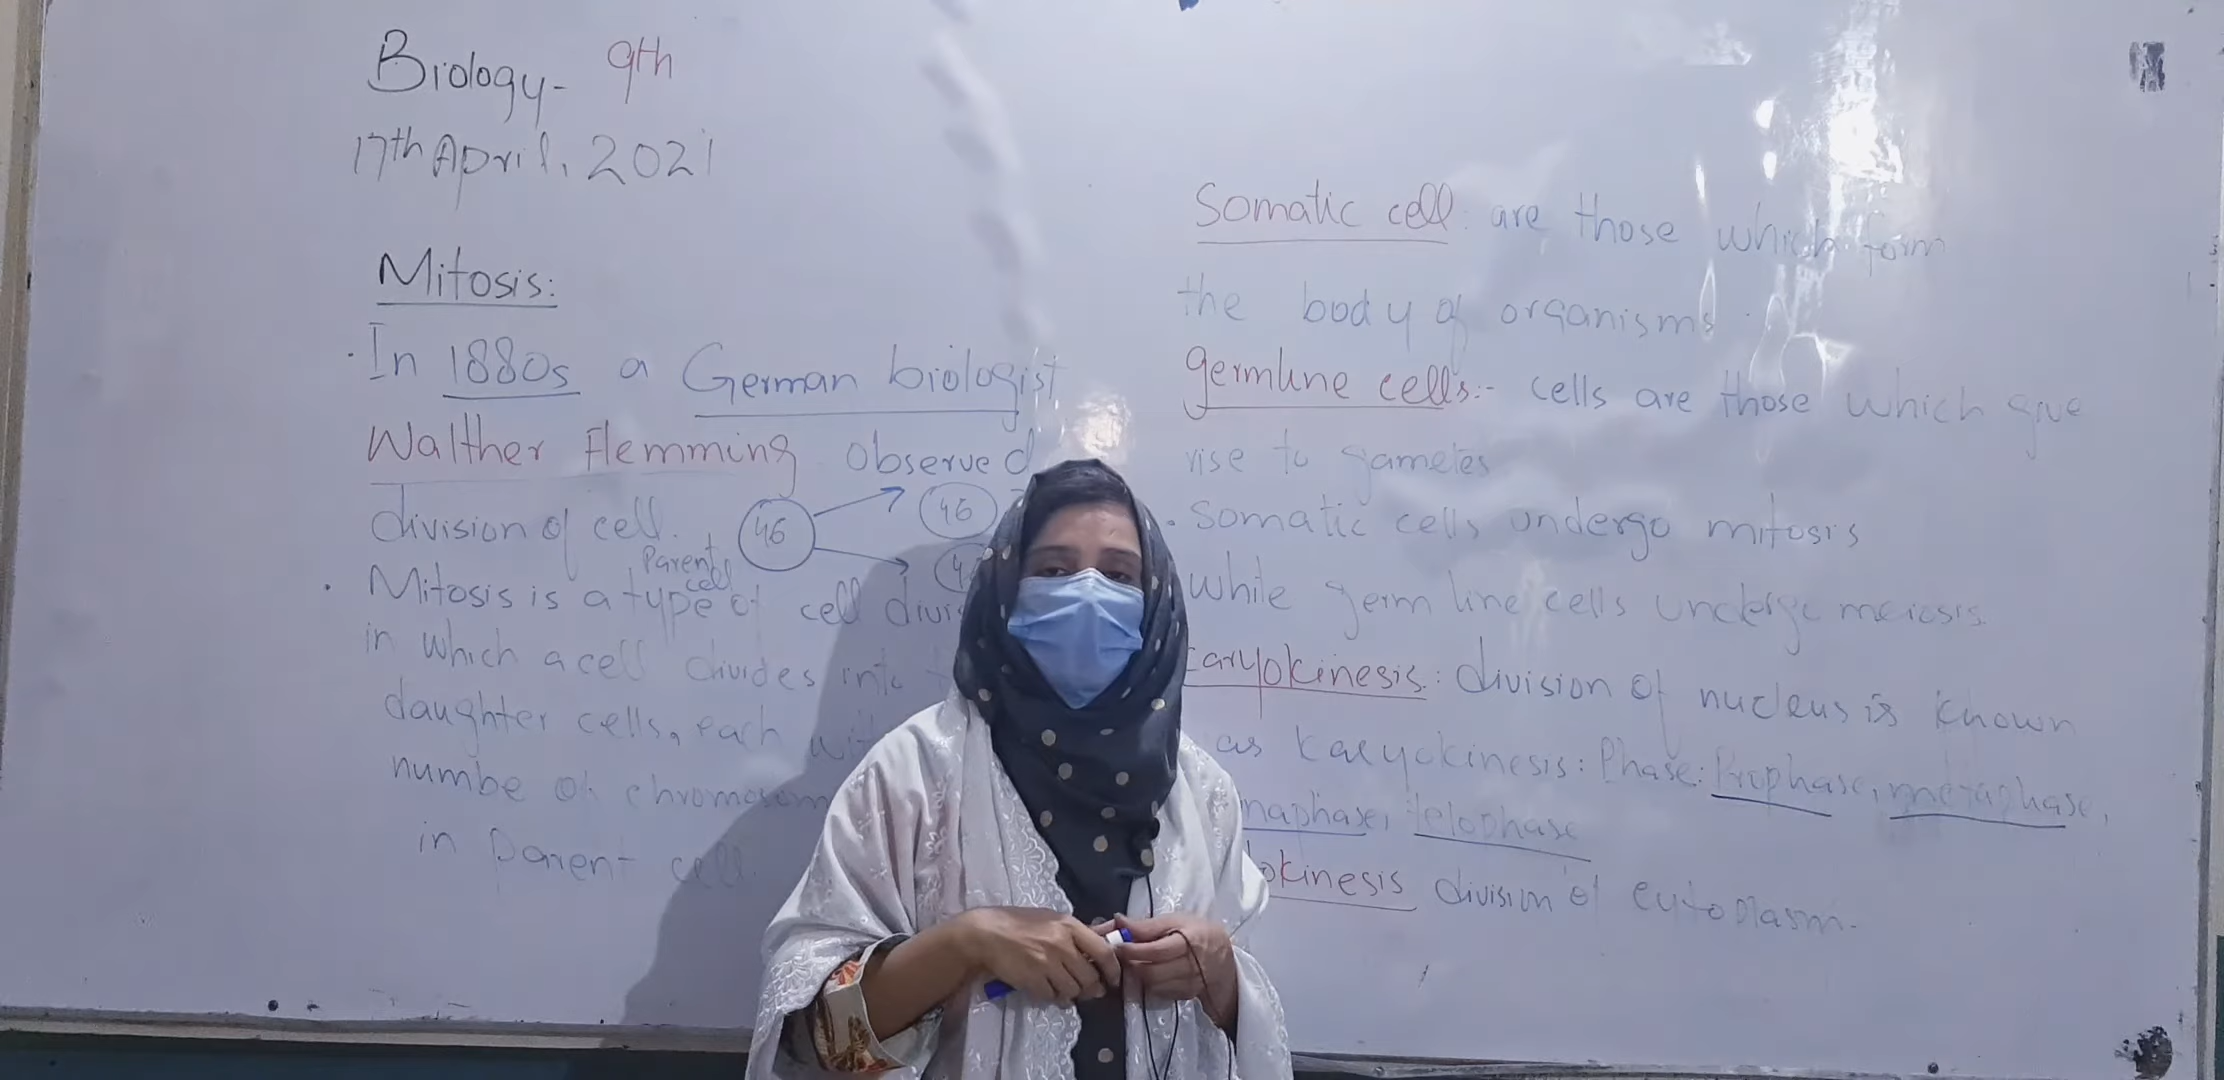 Biology- 9th
17th April, 2021
Mitosis:
· In 1880s a German biologist
Walther Flemming observed
division of cell.
46
46
Parent
cell
· Mitosis is a type of cell
in which a cell divides into
daughter cells, each
numbe of
in parent cell
Somatic cell: are those which form
the body of organisms.
germline cells:- cells are those which give
rise to gametes
· Somatic cells undergo mitosis
while germ line cells undergo meiosis.
aryokinesis: division of nucleus is known
as Karyokinesis: Phase: Prophase, metaphase,
naphase, telophase
okinesis division of cytoplasm.